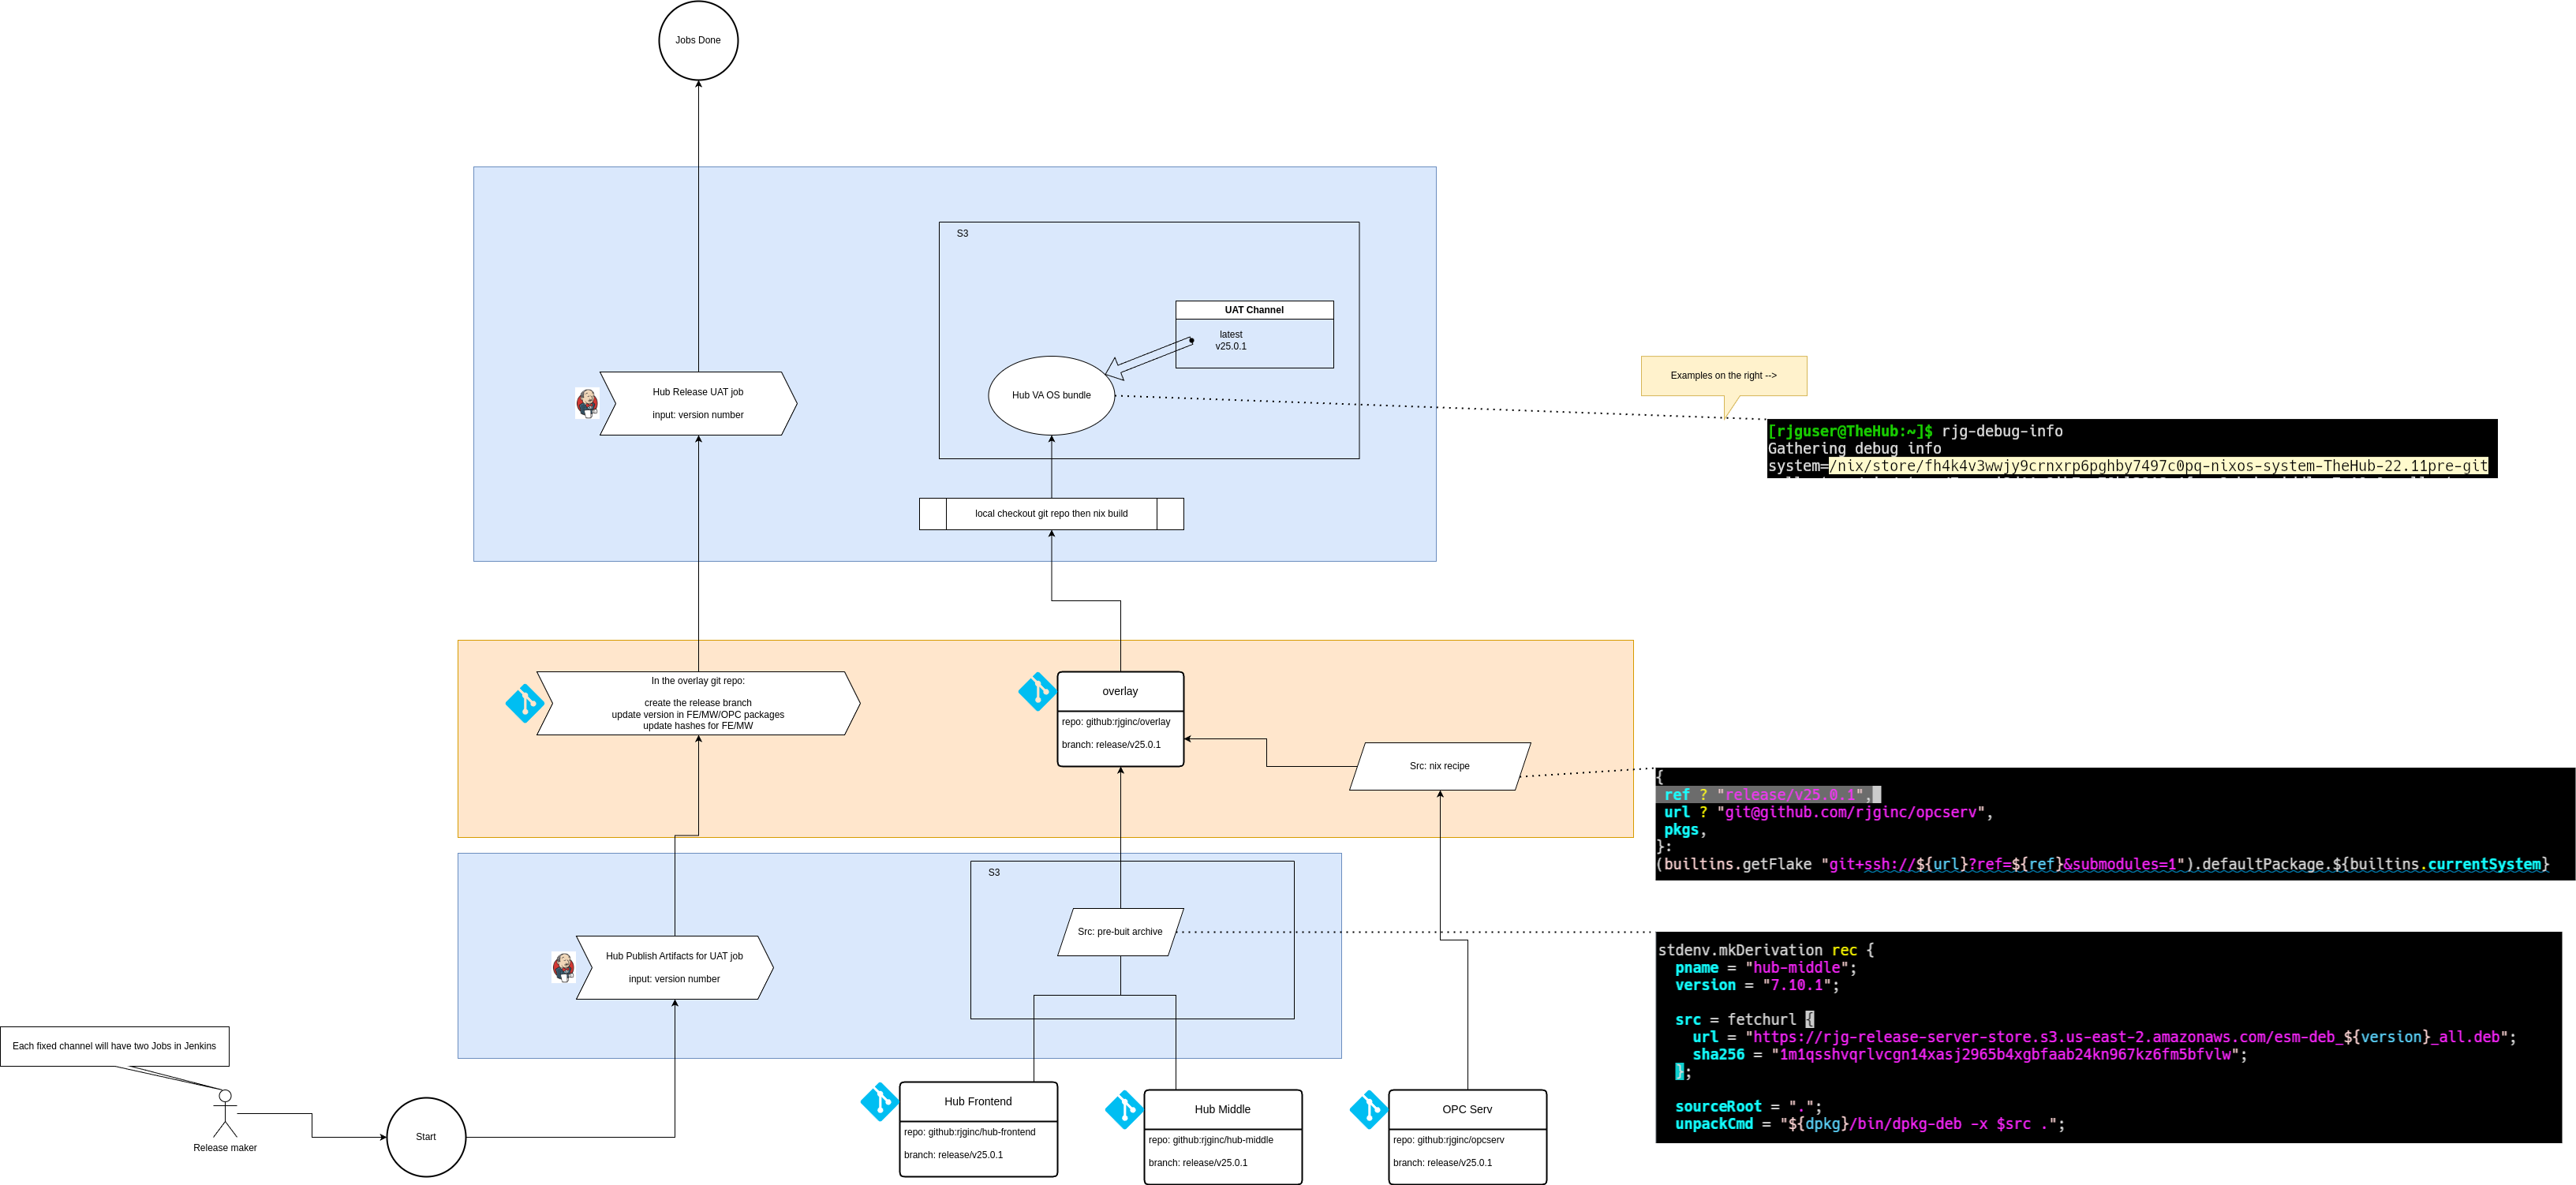 Jobs Done
S3
UAT Channel
latest
v25.0.1
Hub VA OS bundle
Hub Release UAT job
input: version number
Examples on the right -->
[rjguser@TheHub:~]$ rjg-debug-info
Gathering debug info
system=/nix/store/fh4k4v3wwjy9crnxrp6pghby7497c0pq-nixos-system-TheHub-22.11pre-git
local checkout git repo then nix build
In the overlay git repo:
create the release branch
update version in FE/MW/OPC packages
update hashes for FE/MW
overlay
repo: github:rjginc/overlay
branch: release/v25.0.1
Src: nix recipe
{
ref ? "release/v25.0.1",
url ? "git@github.com/rjginc/opcserv",
pkgs,
}:
(builtins.getFlake "git+ssh://${url}?ref=${ref}&submodules=1").defaultPackage.${builtins.currentSystem}
S3
Src: pre-buit archive
Hub Publish Artifacts for UAT job
input: version number
stdenv.mkDerivation rec {
pname = "hub-middle";
version = "7.10.1";
src = fetchurl {
url = "https://rjg-release-server-store.s3.us-east-2.amazonaws.com/esm-deb_${version}_all.deb";
sha256 = "1m1qsshvqrlvcgn14xasj2965b4xgbfaab24kn967kz6fm5bfvlw";
};
sourceRoot = ".";
unpackCmd = "${dpkg}/bin/dpkg-deb -x $src .";
Each fixed channel will have two Jobs in Jenkins
Release maker
Start
Hub Frontend
repo: github:rjginc/hub-frontend
branch: release/v25.0.1
Hub Middle
repo: github:rjginc/hub-middle
branch: release/v25.0.1
OPC Serv
repo: github:rjginc/opcserv
branch: release/v25.0.1